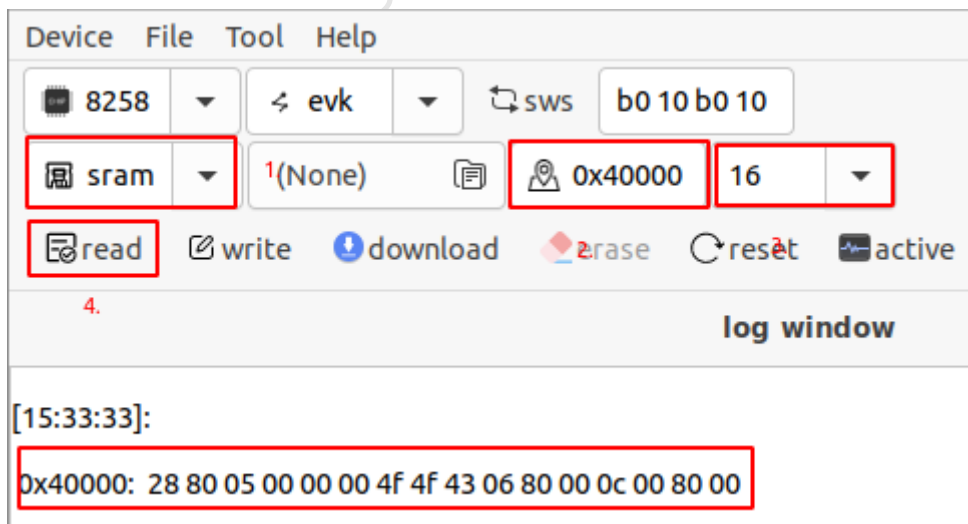 Device File Tool Help
8258 evk sws b0 10 b0 10
sram 1(None) 0x40000 16
read write download 2.erase reset 3. active
4.
log window
[15:33:33]:
0x40000: 28 80 05 00 00 00 4f 4f 43 06 80 00 0c 00 80 00